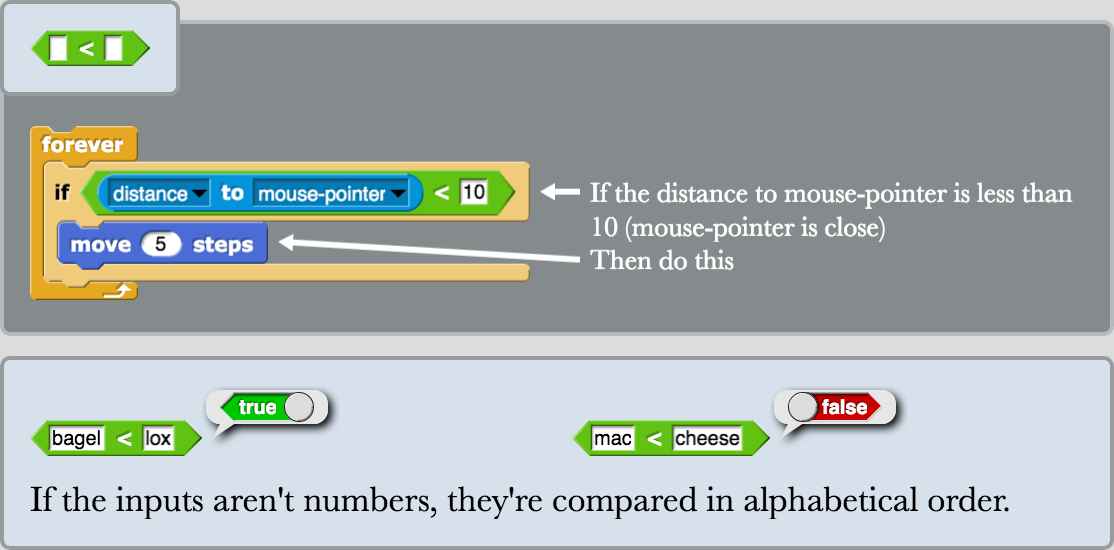 <
forever
if distance to mouse-pointer < 10
If the distance to mouse-pointer is less than
10 (mouse-pointer is close)
move 5 steps
Then do this
true
false
bagel < lox
mac < cheese
If the inputs aren't numbers, they're compared in alphabetical order.